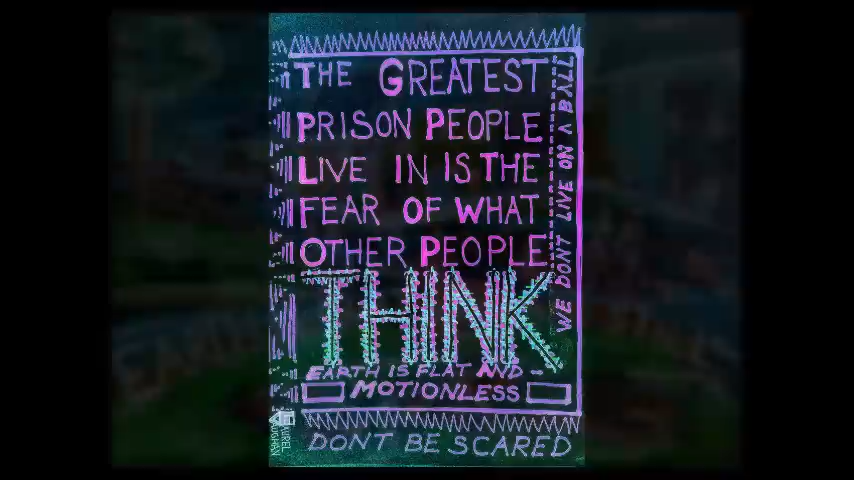 THE GREATEST
PRISON PEOPLE
LIVE IN IS THE
FEAR OF WHAT
OTHER PEOPLE
THINK
EARTH IS FLAT AND -
MOTIONLESS
DONT BE SCARED
WE DONT LIVE ON A BALL